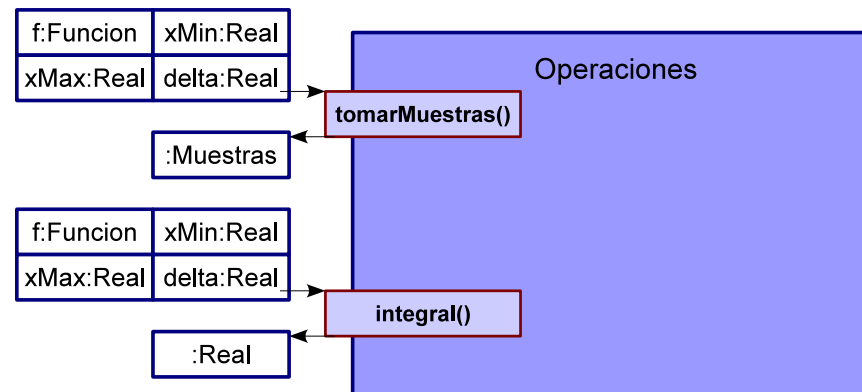 f:Funcion xMin:Real
xMax:Real delta:Real
Operaciones
tomarMuestras()
:Muestras
f:Funcion xMin:Real
xMax:Real delta:Real
integral()
:Real